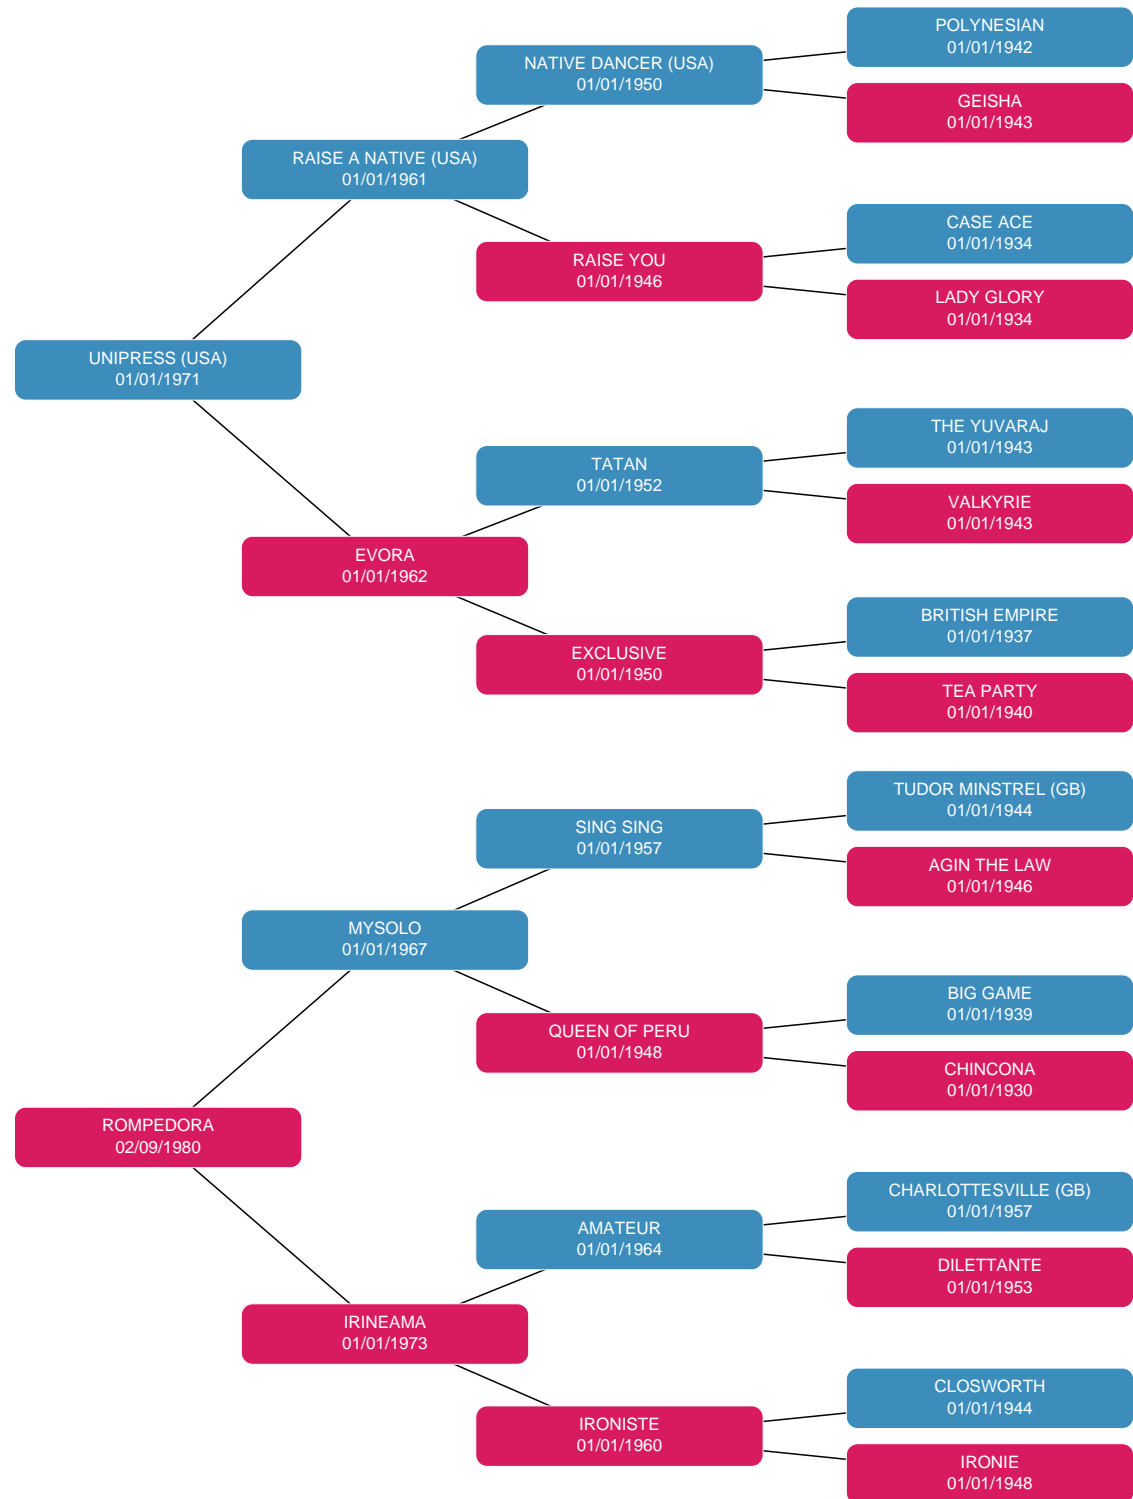 POLYNESIAN
01/01/1942
NATIVE DANCER (USA)
01/01/1950
GEISHA
01/01/1943
RAISE A NATIVE (USA)
01/01/1961
CASE ACE
01/01/1934
RAISE YOU
01/01/1946
LADY GLORY
01/01/1934
UNIPRESS (USA)
01/01/1971
THE YUVARAJ
01/01/1943
TATAN
01/01/1952
VALKYRIE
01/01/1943
EVORA
01/01/1962
BRITISH EMPIRE
01/01/1937
EXCLUSIVE
01/01/1950
TEA PARTY
01/01/1940
TUDOR MINSTREL (GB)
01/01/1944
SING SING
01/01/1957
AGIN THE LAW
01/01/1946
MYSOLO
01/01/1967
BIG GAME
01/01/1939
QUEEN OF PERU
01/01/1948
CHINCONA
01/01/1930
ROMPEDORA
02/09/1980
CHARLOTTESVILLE (GB)
01/01/1957
AMATEUR
01/01/1964
DILETTANTE
01/01/1953
IRINEAMA
01/01/1973
CLOSWORTH
01/01/1944
IRONISTE
01/01/1960
IRONIE
01/01/1948